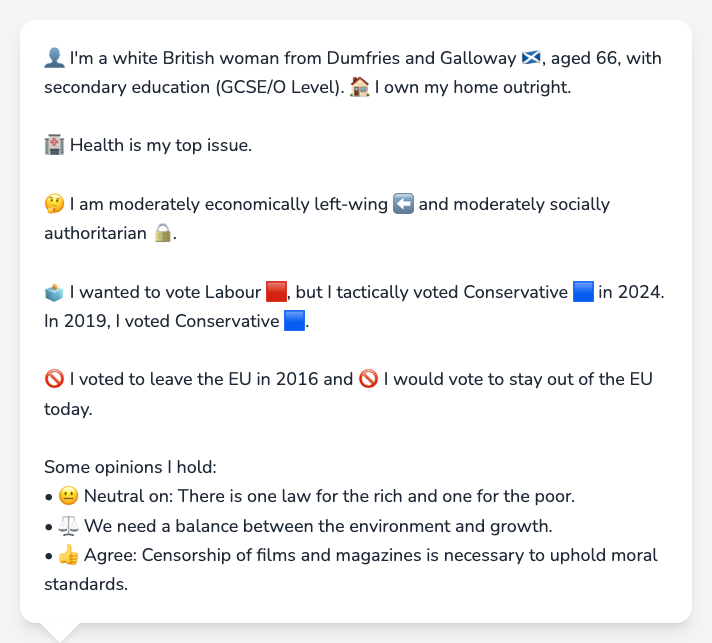 👤 I'm a white British woman from Dumfries and Galloway 🏴󠁧󠁢󠁳󠁣󠁴󠁿, aged 66, with
secondary education (GCSE/O Level). 🏠 I own my home outright.
🏥 Health is my top issue.
🤔 I am moderately economically left-wing ⬅️ and moderately socially
authoritarian 🔒.
🗳️ I wanted to vote Labour 🟥, but I tactically voted Conservative 🟦 in 2024.
In 2019, I voted Conservative 🟦.
🚫 I voted to leave the EU in 2016 and 🚫 I would vote to stay out of the EU
today.
Some opinions I hold:
• 😐 Neutral on: There is one law for the rich and one for the poor.
• ⚖️ We need a balance between the environment and growth.
• 👍 Agree: Censorship of films and magazines is necessary to uphold moral
standards.